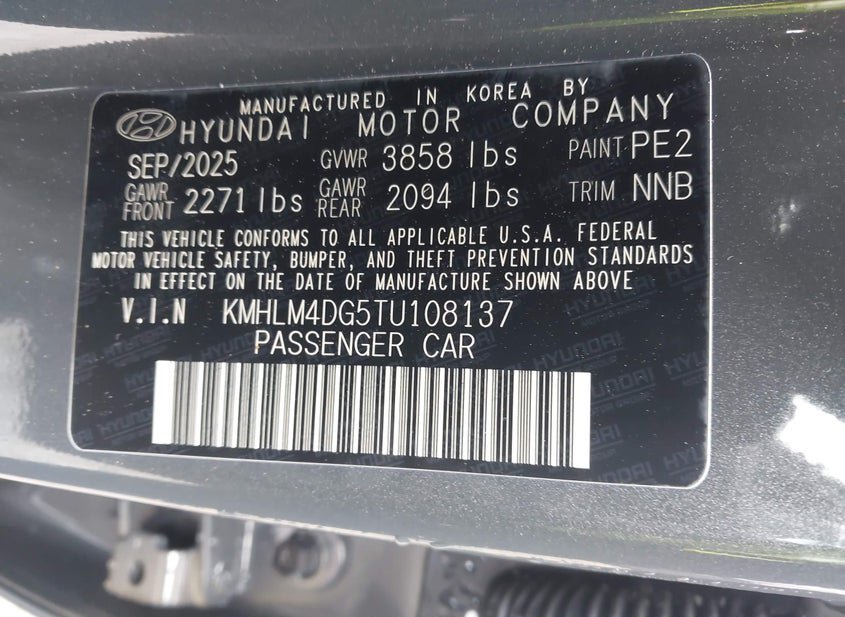 MANUFACTURED IN KOREA BY
HYUNDAI MOTOR COMPANY
SEP/2025 GVWR 3858 lbs PAINT PE2
GAWR FRONT 2271 lbs GAWR REAR 2094 lbs TRIM NNB
THIS VEHICLE CONFORMS TO ALL APPLICABLE U.S.A. FEDERAL
MOTOR VEHICLE SAFETY, BUMPER, AND THEFT PREVENTION STANDARDS
IN EFFECT ON THE DATE OF MANUFACTURE SHOWN ABOVE
V.I.N KMHLM4DG5TU108137
PASSENGER CAR